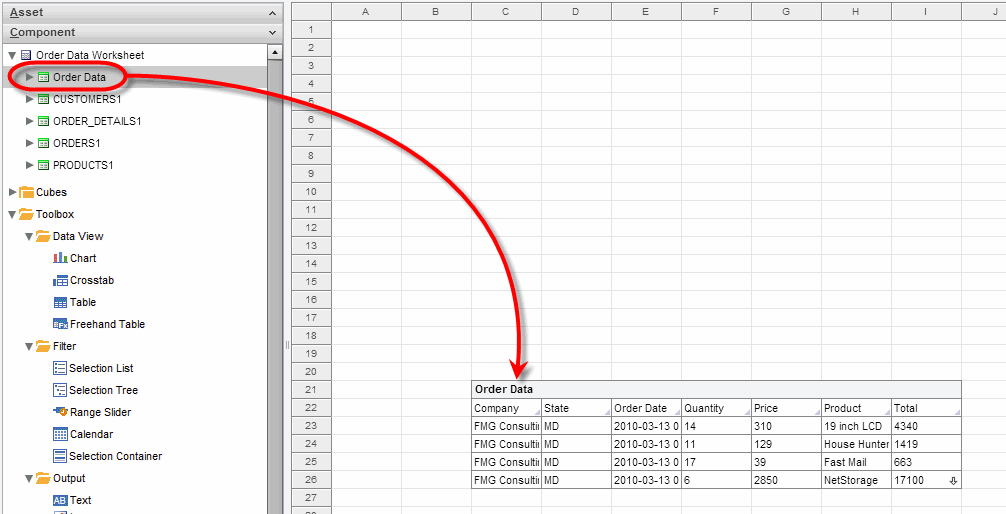 Asset
Component
Order Data Worksheet
Order Data
CUSTOMERS1
ORDER_DETAILS1
ORDERS1
PRODUCTS1
Cubes
Toolbox
Data View
Chart
Crosstab
Table
Freehand Table
Filter
Selection List
Selection Tree
Range Slider
Calendar
Selection Container
Output
AB Text
A B C D E F G H I J
1
2
3
4
5
6
7
8
9
10
11
12
13
14
15
16
17
18
19
20
21 Order Data
22 Company State Order Date Quantity Price Product Total
23 FMG Consulti MD 2010-03-13 0 14 310 19 inch LCD 4340
24 FMG Consulti MD 2010-03-13 0 11 129 House Hunter 1419
25 FMG Consulti MD 2010-03-13 0 17 39 Fast Mail 663
26 FMG Consulti MD 2010-03-13 0 6 2850 NetStorage 17100
27